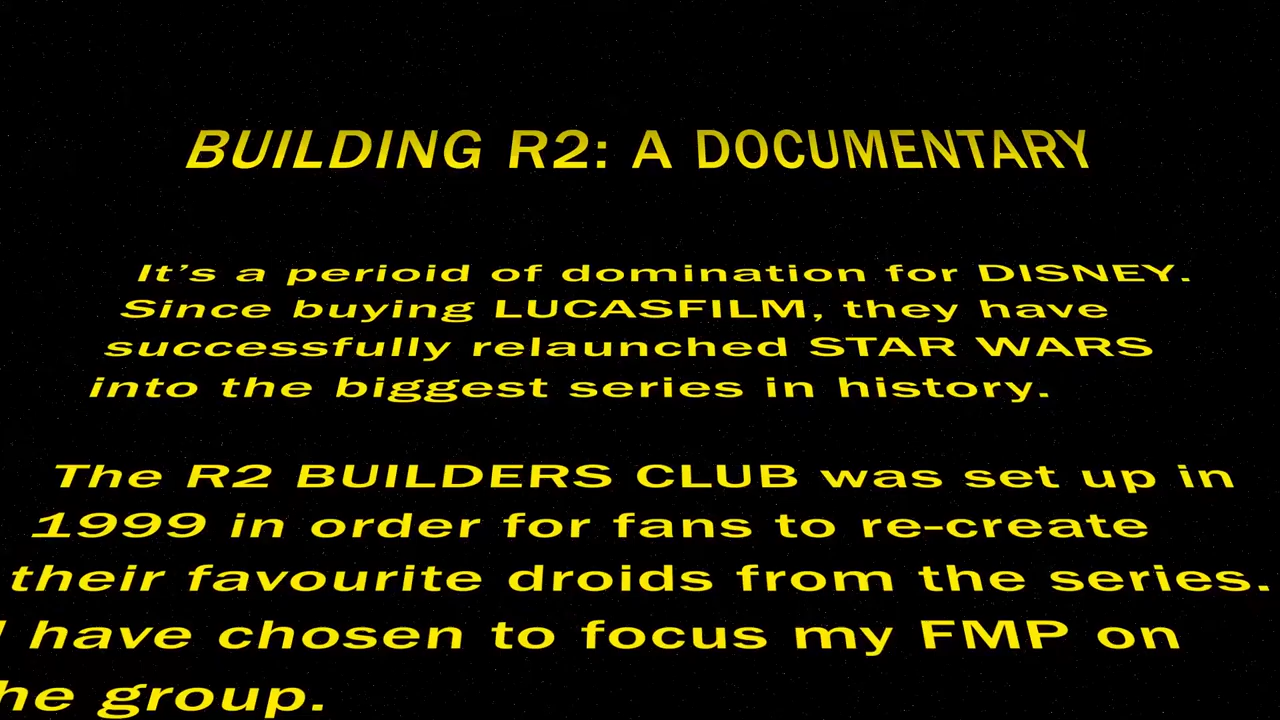 BUILDING R2: A DOCUMENTARY
It's a perioid of domination for DISNEY.
Since buying LUCASFILM, they have
successfully relaunched STAR WARS
into the biggest series in history.
The R2 BUILDERS CLUB was set up in
1999 in order for fans to re-create
their favourite droids from the series.
I have chosen to focus my FMP on
the group.